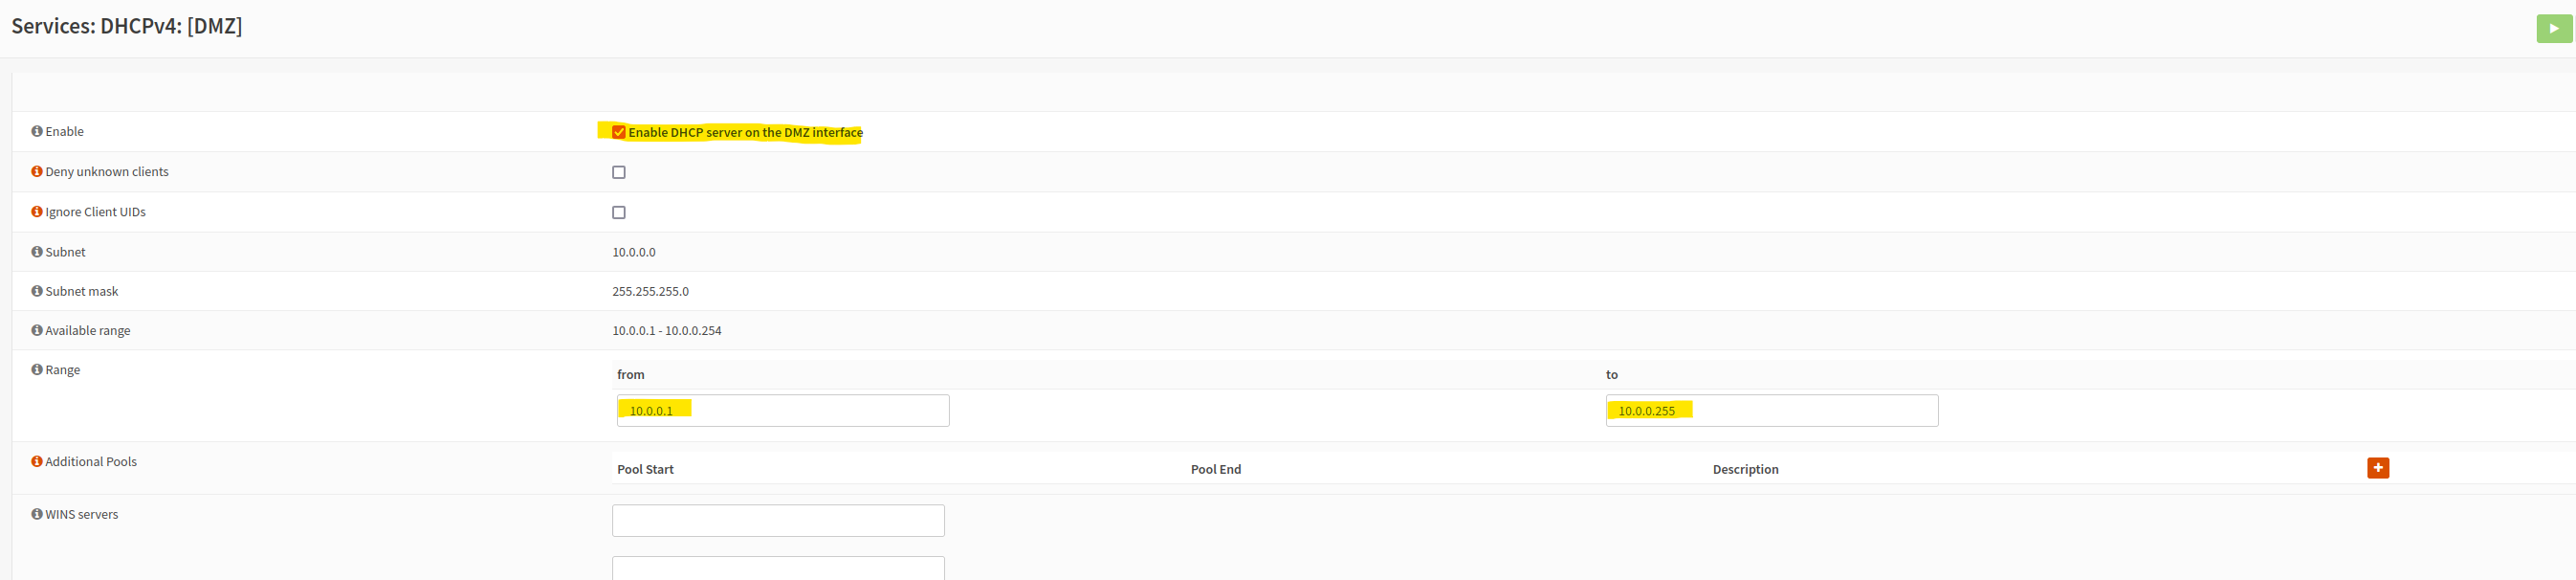 Services: DHCPv4: [DMZ]
Enable Enable DHCP server on the DMZ interface
Deny unknown clients
Ignore Client UIDs
Subnet 10.0.0.0
Subnet mask 255.255.255.0
Available range 10.0.0.1 - 10.0.0.254
Range from to
10.0.0.1 10.0.0.255
Additional Pools Pool Start Pool End Description
WINS servers